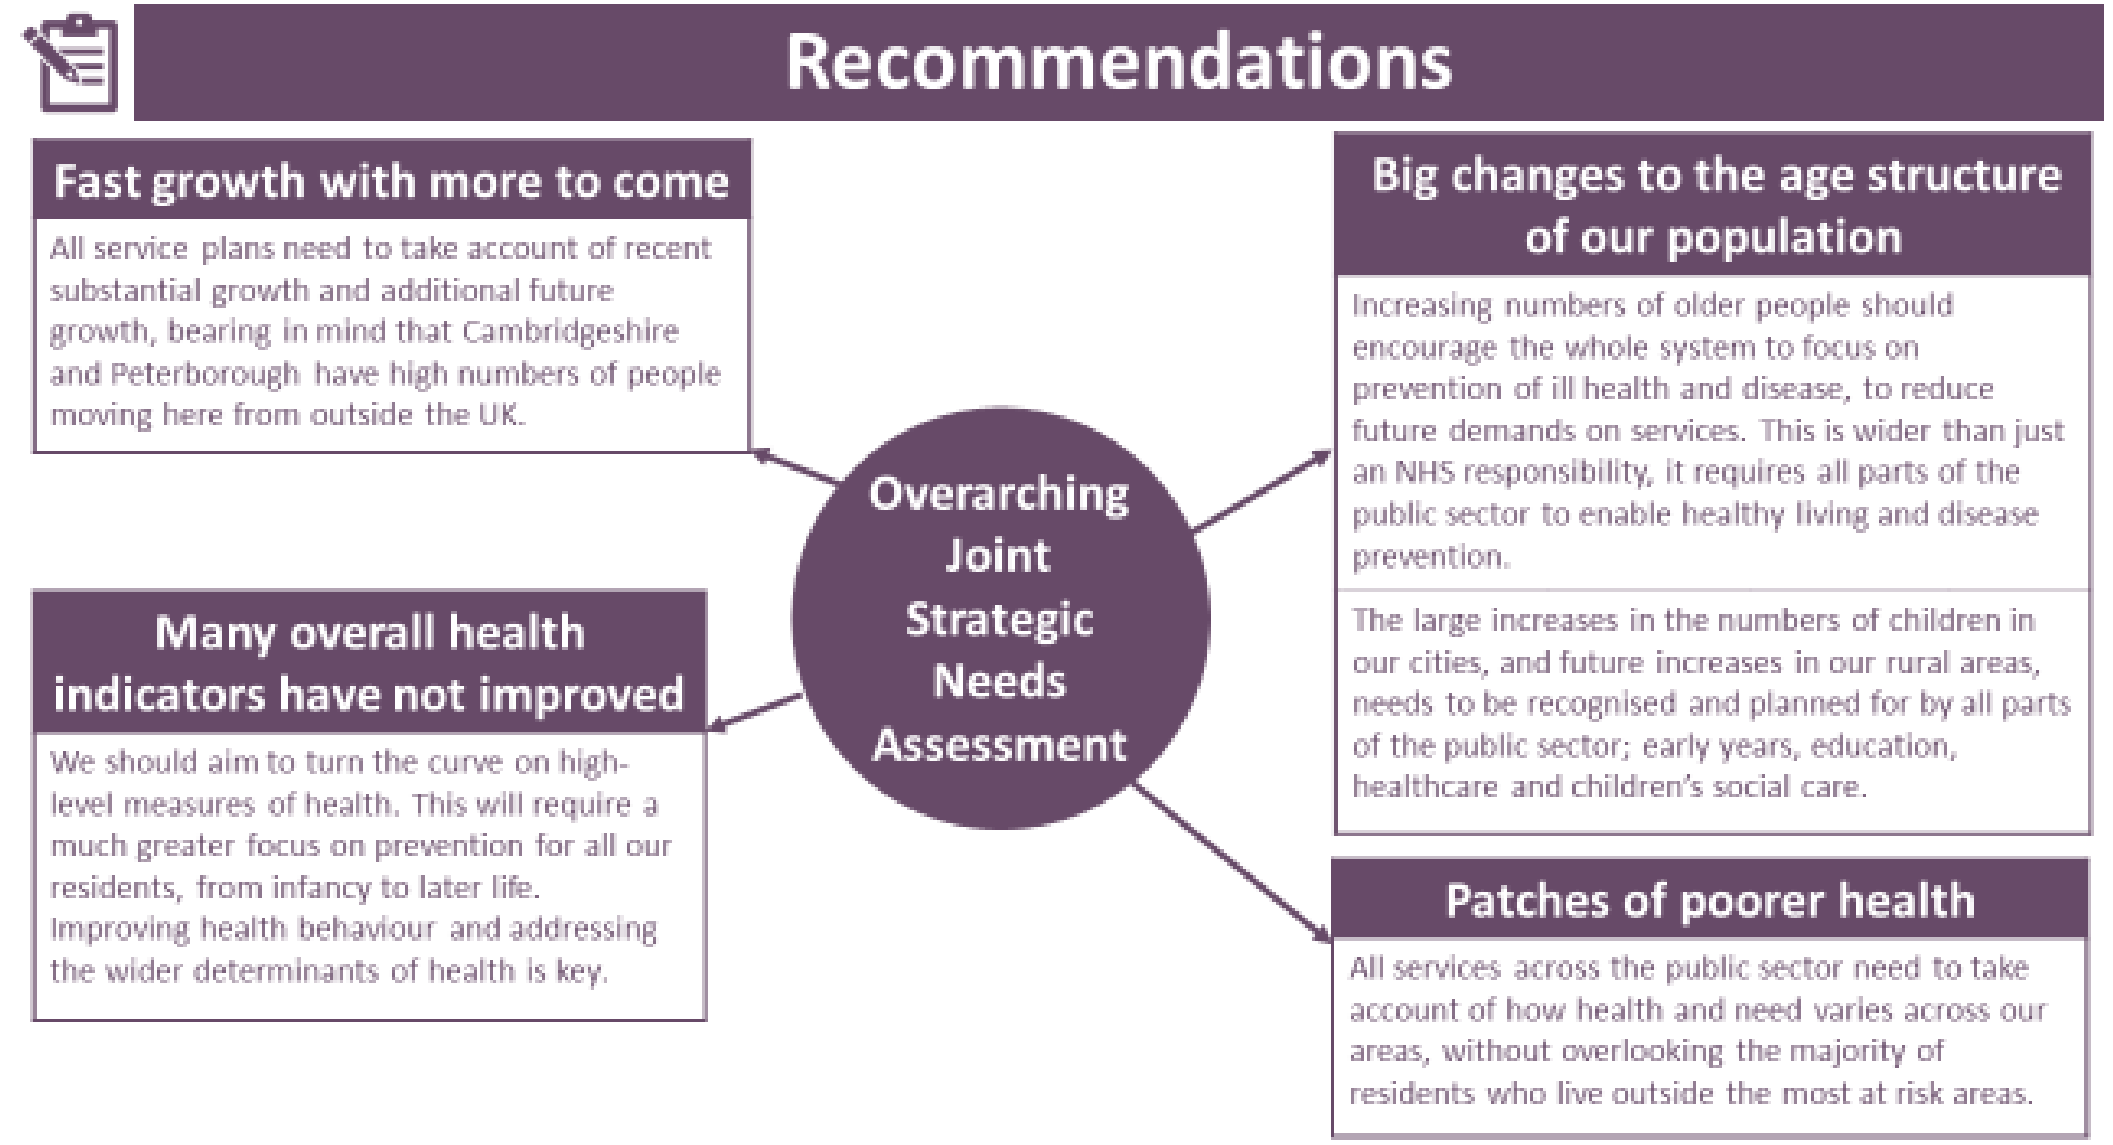 Recommendations
Fast growth with more to come
All service plans need to take account of recent
substantial growth and additional future
growth, bearing in mind that Cambridgeshire
and Peterborough have high numbers of people
moving here from outside the UK.
Many overall health
indicators have not improved
We should aim to turn the curve on high-
level measures of health. This will require a
much greater focus on prevention for all our
residents, from infancy to later life.
Improving health behaviour and addressing
the wider determinants of health is key.
Overarching
Joint
Strategic
Needs
Assessment
Big changes to the age structure
of our population
Increasing numbers of older people should
encourage the whole system to focus on
prevention of ill health and disease, to reduce
future demands on services. This is wider than just
an NHS responsibility, it requires all parts of the
public sector to enable healthy living and disease
prevention.
The large increases in the numbers of children in
our cities, and future increases in our rural areas,
needs to be recognised and planned for by all parts
of the public sector; early years, education,
healthcare and children's social care.
Patches of poorer health
All services across the public sector need to take
account of how health and need varies across our
areas, without overlooking the majority of
residents who live outside the most at risk areas.